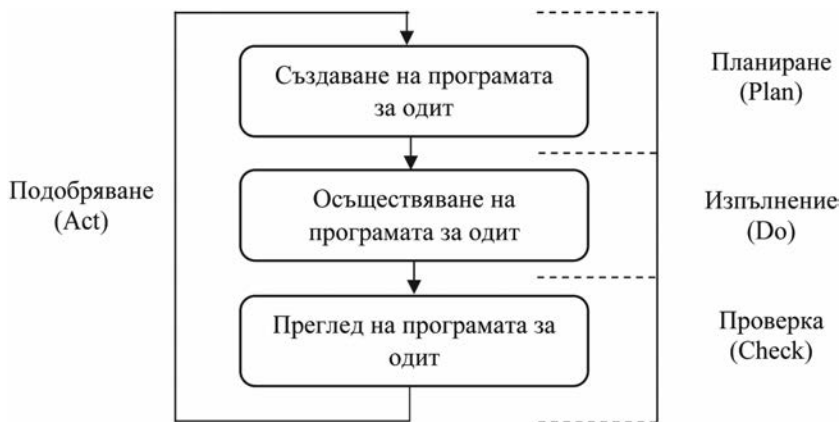 Създаване на програмата
за одит
Планиране
(Plan)
Подобряване
(Act)
Осъществяване на
програмата за одит
Изпълнение
(Do)
Преглед на програмата за
одит
Проверка
(Check)